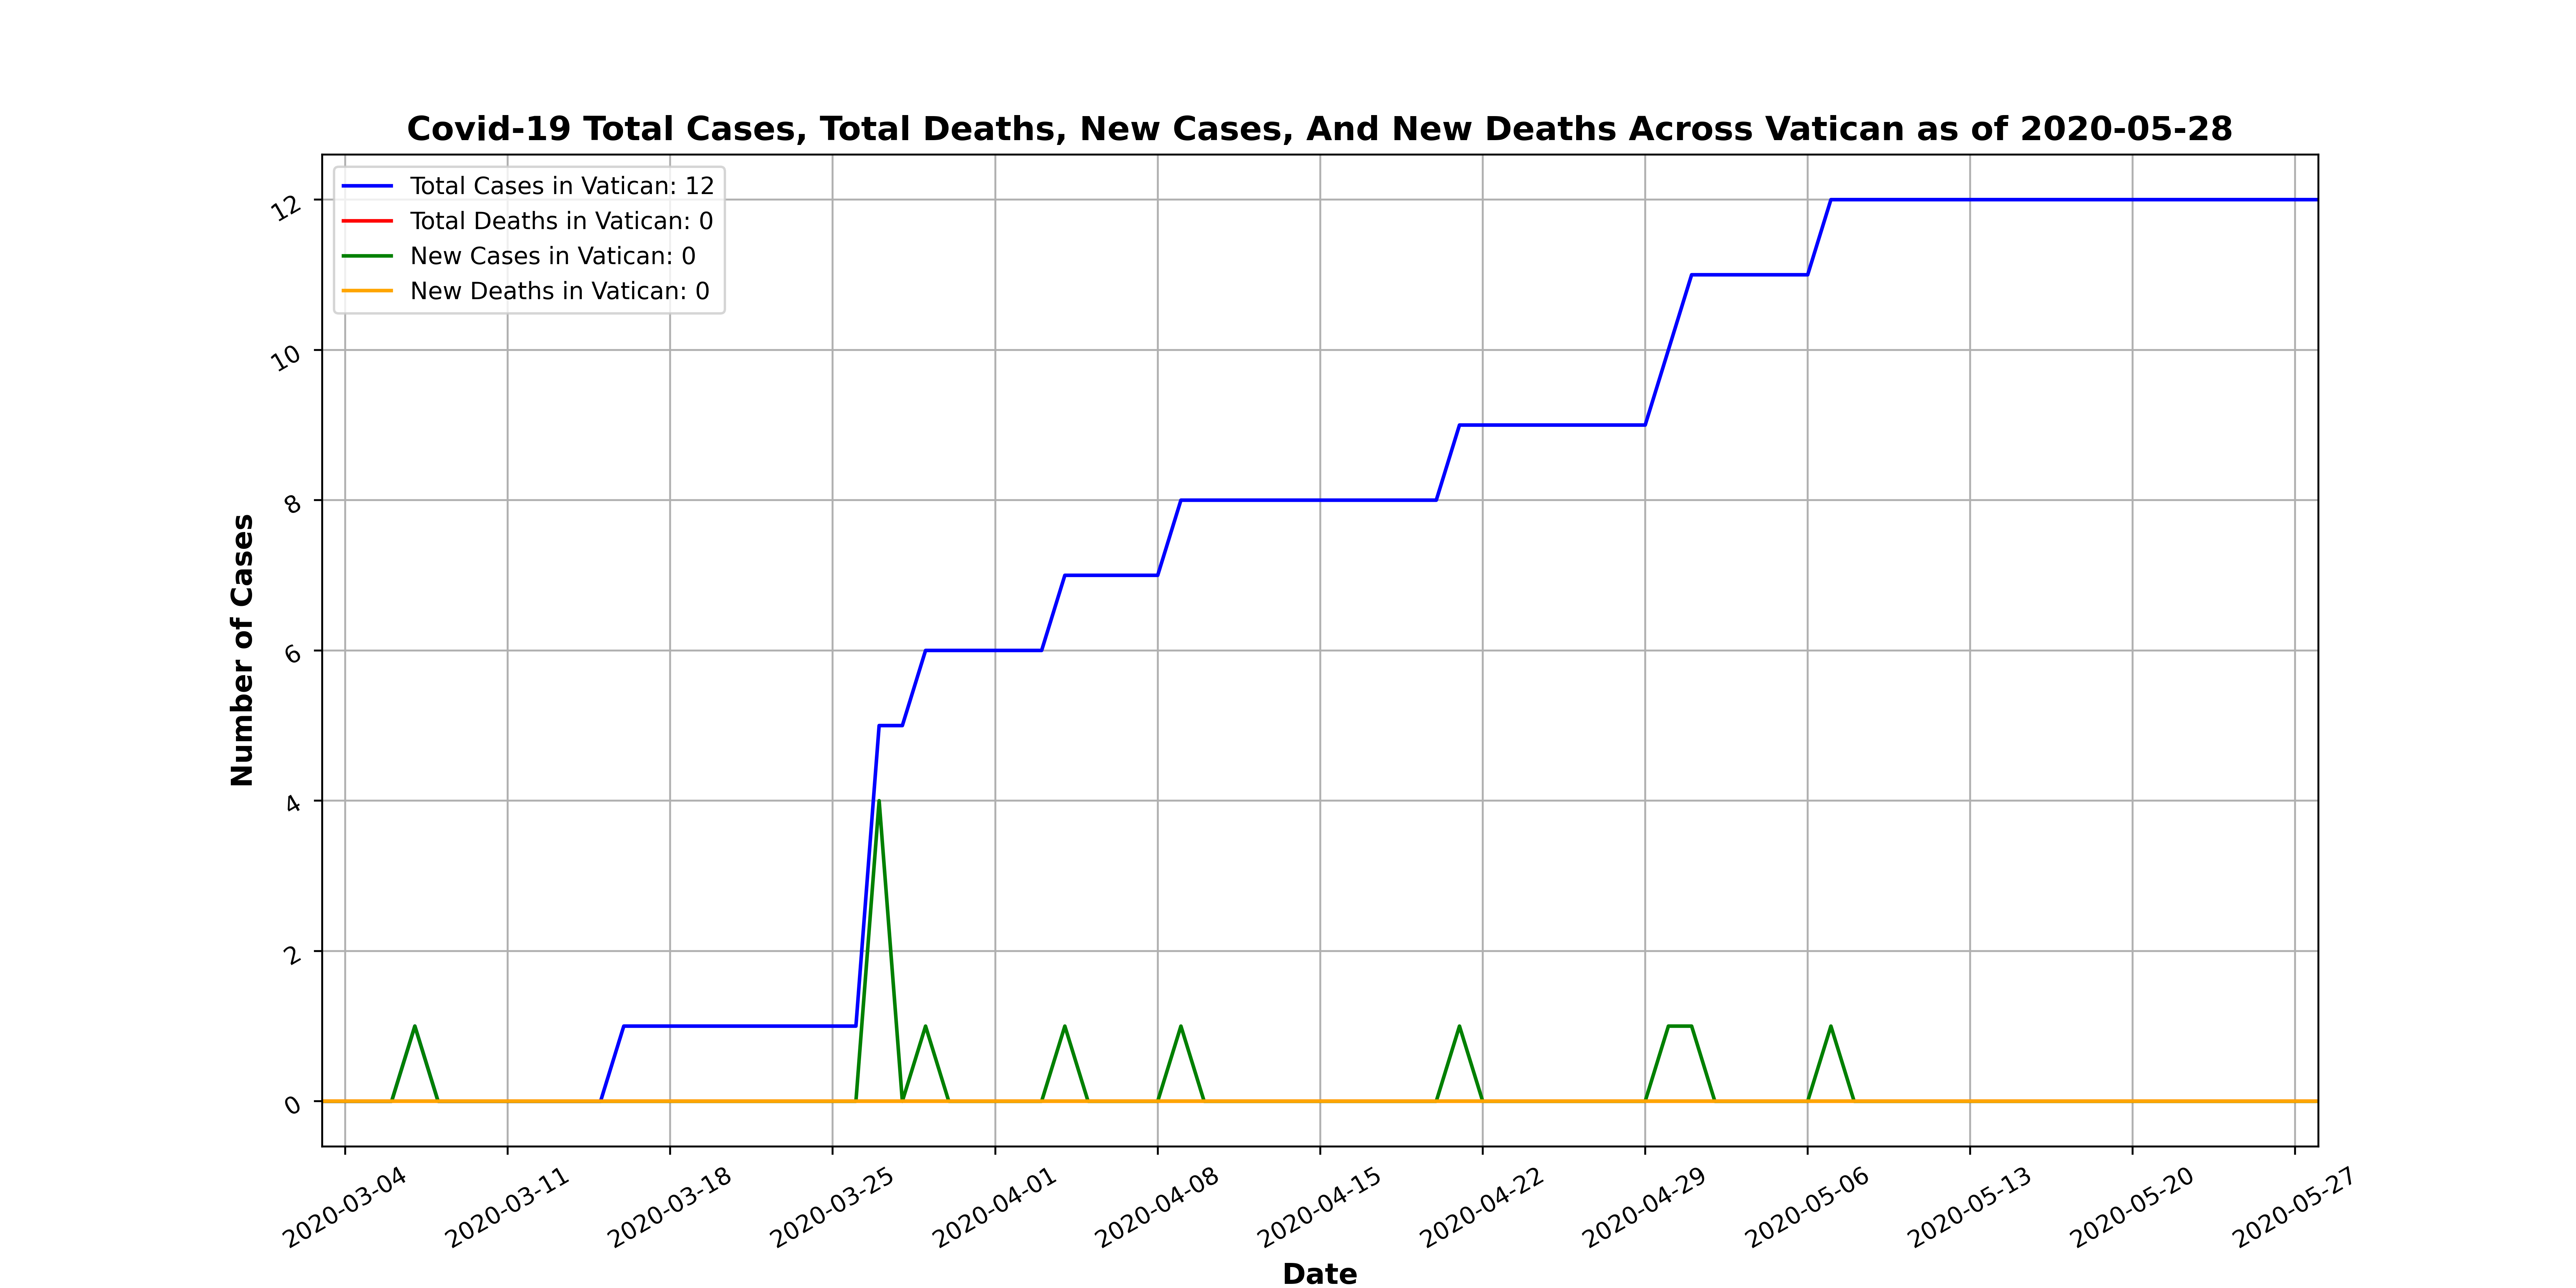 Covid-19 Total Cases, Total Deaths, New Cases, And New Deaths Across Vatican as of 2020-05-28
Total Cases in Vatican: 12
Total Deaths in Vatican: 0
New Cases in Vatican: 0
New Deaths in Vatican: 0
Number of Cases
12
10
8
6
4
2
0
2020-03-04
2020-03-11
2020-03-18
2020-03-25
2020-04-01
2020-04-08
2020-04-15
2020-04-22
2020-04-29
2020-05-06
2020-05-13
2020-05-20
2020-05-27
Date